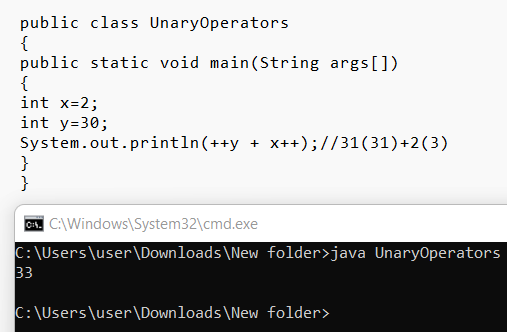 public class UnaryOperators
{
public static void main(String args[])
{
int x=2;
int y=30;
System.out.println(++y + x++);//31(31)+2(3)
}
}
C:\Windows\System32\cmd.exe
C:\Users\user\Downloads\New folder>java UnaryOperators
33
C:\Users\user\Downloads\New folder>